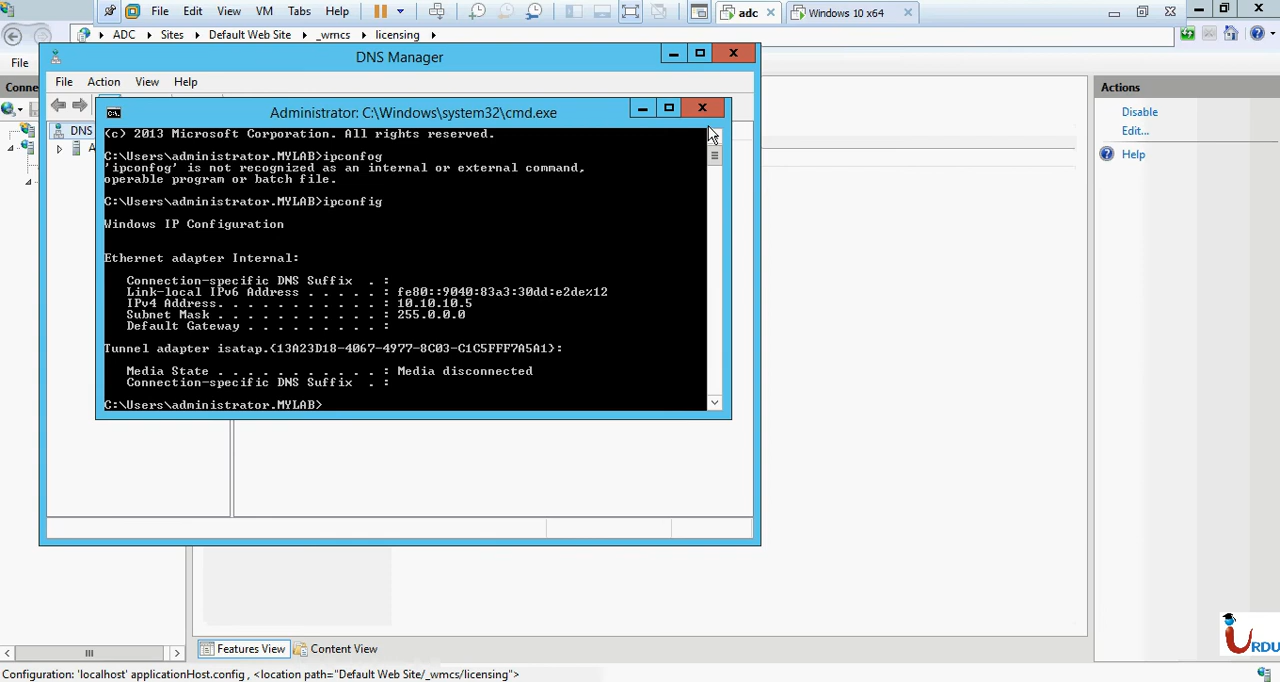 File Edit View VM Tabs Help
adc
Windows 10 x64
ADC Sites Default Web Site _wmcs licensing
File
DNS Manager
Conne
File Action View Help
DNS
A
Administrator: C:\Windows\system32\cmd.exe
(c) 2013 Microsoft Corporation. All rights reserved.
C:\Users\administrator.MYLAB>ipconfog
'ipconfog' is not recognized as an internal or external command,
operable program or batch file.
C:\Users\administrator.MYLAB>ipconfig
Windows IP Configuration
Ethernet adapter Internal:
Connection-specific DNS Suffix . :
Link-local IPv6 Address . . . . . : fe80::9040:83a3:30dd:e2de%12
IPv4 Address. . . . . . . . . . . : 10.10.10.5
Subnet Mask . . . . . . . . . . . : 255.0.0.0
Default Gateway . . . . . . . . . :
Tunnel adapter isatap.{13A23D18-4067-4977-8C03-C1C5FFF7A5A1}:
Media State . . . . . . . . . . . : Media disconnected
Connection-specific DNS Suffix . :
C:\Users\administrator.MYLAB>
Actions
Disable
Edit...
Help
Features View Content View
Configuration: 'localhost' applicationHost.config , <location path="Default Web Site/_wmcs/licensing">
URDU